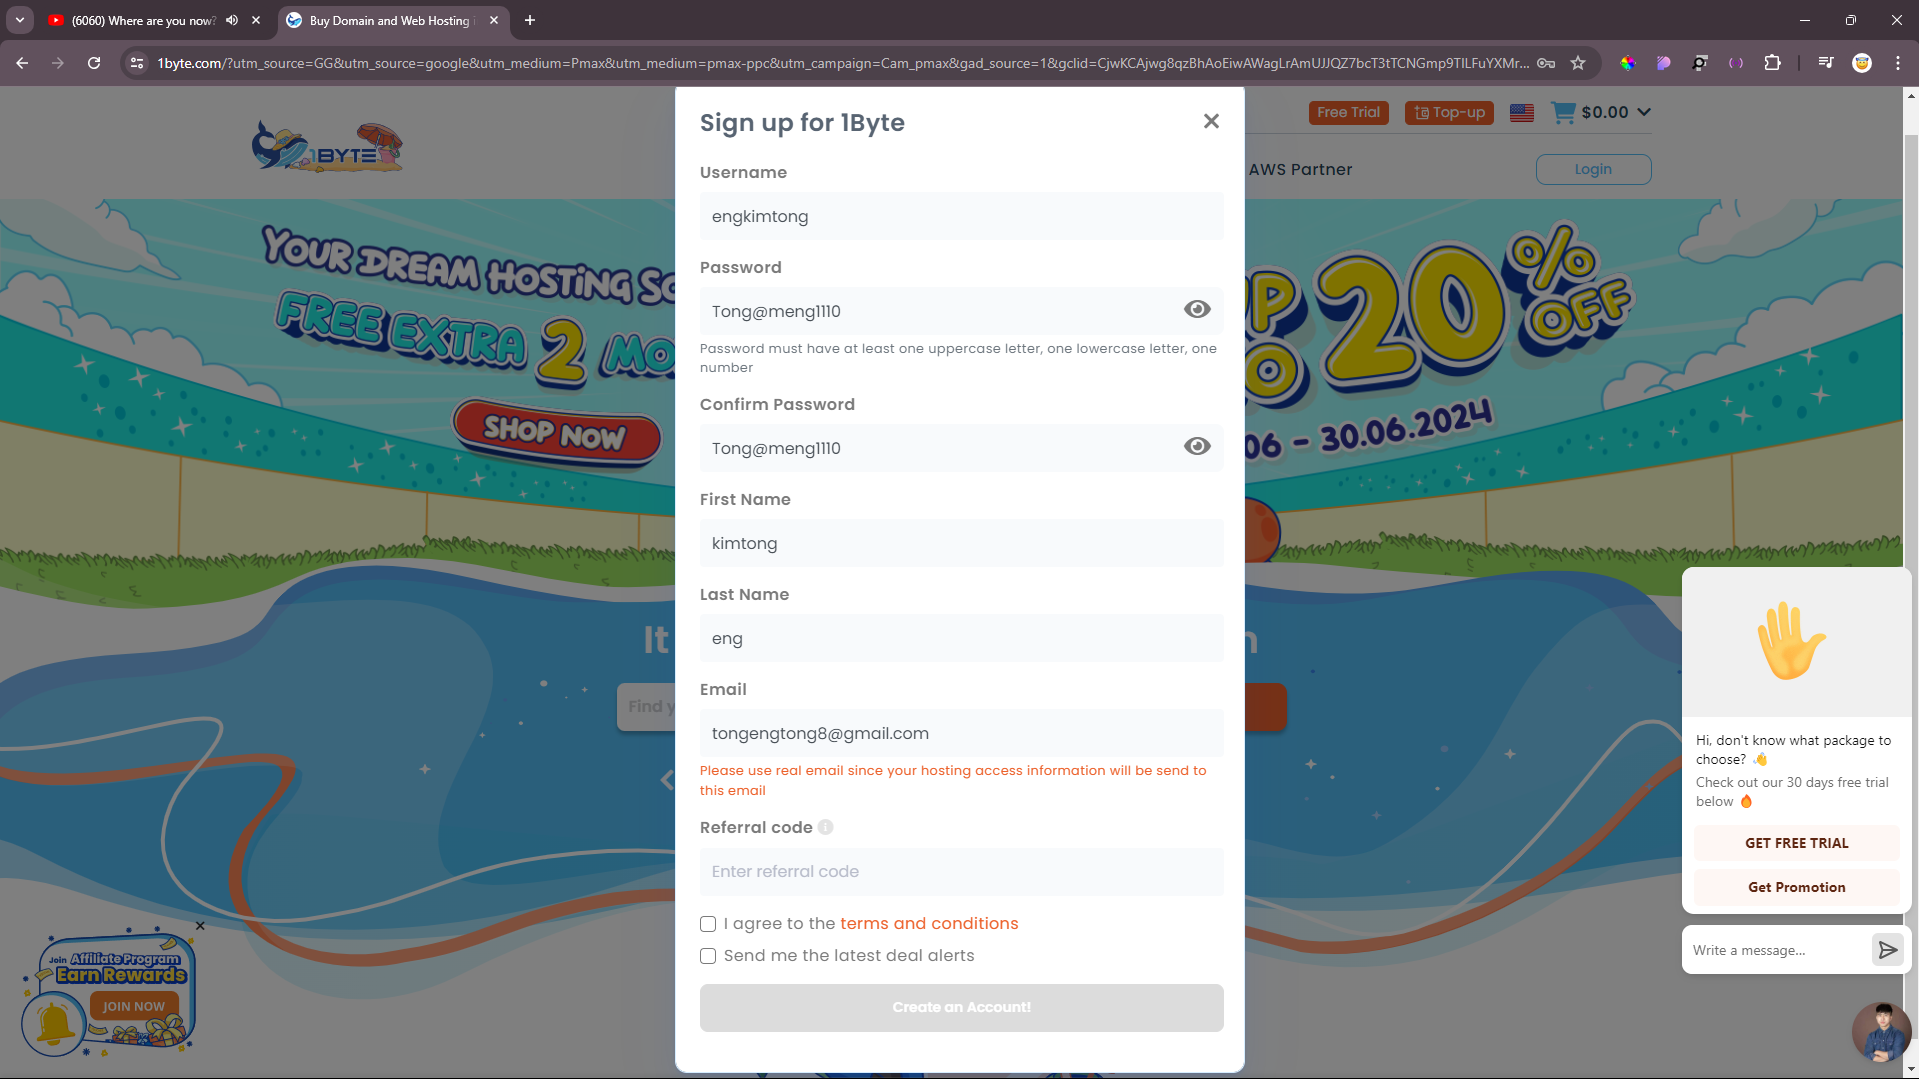 (6060) Where are you now?
Buy Domain and Web Hosting i
1byte.com/?utm_source=GG&utm_source=google&utm_medium=Pmax&utm_medium=pmax-ppc&utm_campaign=Cam_pmax&gad_source=1&gclid=CjwKCAjwg8qzBhAoEiwAWagLrAmUJJQZ7bcT3tTCNGmp9TILFuYXMr...
1BYTE
Free Trial
Top-up
$0.00
AWS Partner
Login
YOUR DREAM HOSTING SO
FREE EXTRA 2 MO
SHOP NOW
UP TO 20% OFF
06 - 30.06.2024
It
n
Find y
Sign up for 1Byte
Username
engkimtong
Password
Tong@meng1110
Password must have at least one uppercase letter, one lowercase letter, one
number
Confirm Password
Tong@meng1110
First Name
kimtong
Last Name
eng
Email
tongengtong8@gmail.com
Please use real email since your hosting access information will be send to
this email
Referral code
Enter referral code
I agree to the terms and conditions
Send me the latest deal alerts
Create an Account!
Join Affiliate Program
Earn Rewards
JOIN NOW
Hi, don't know what package to
choose? 👋
Check out our 30 days free trial
below 🔥
GET FREE TRIAL
Get Promotion
Write a message...